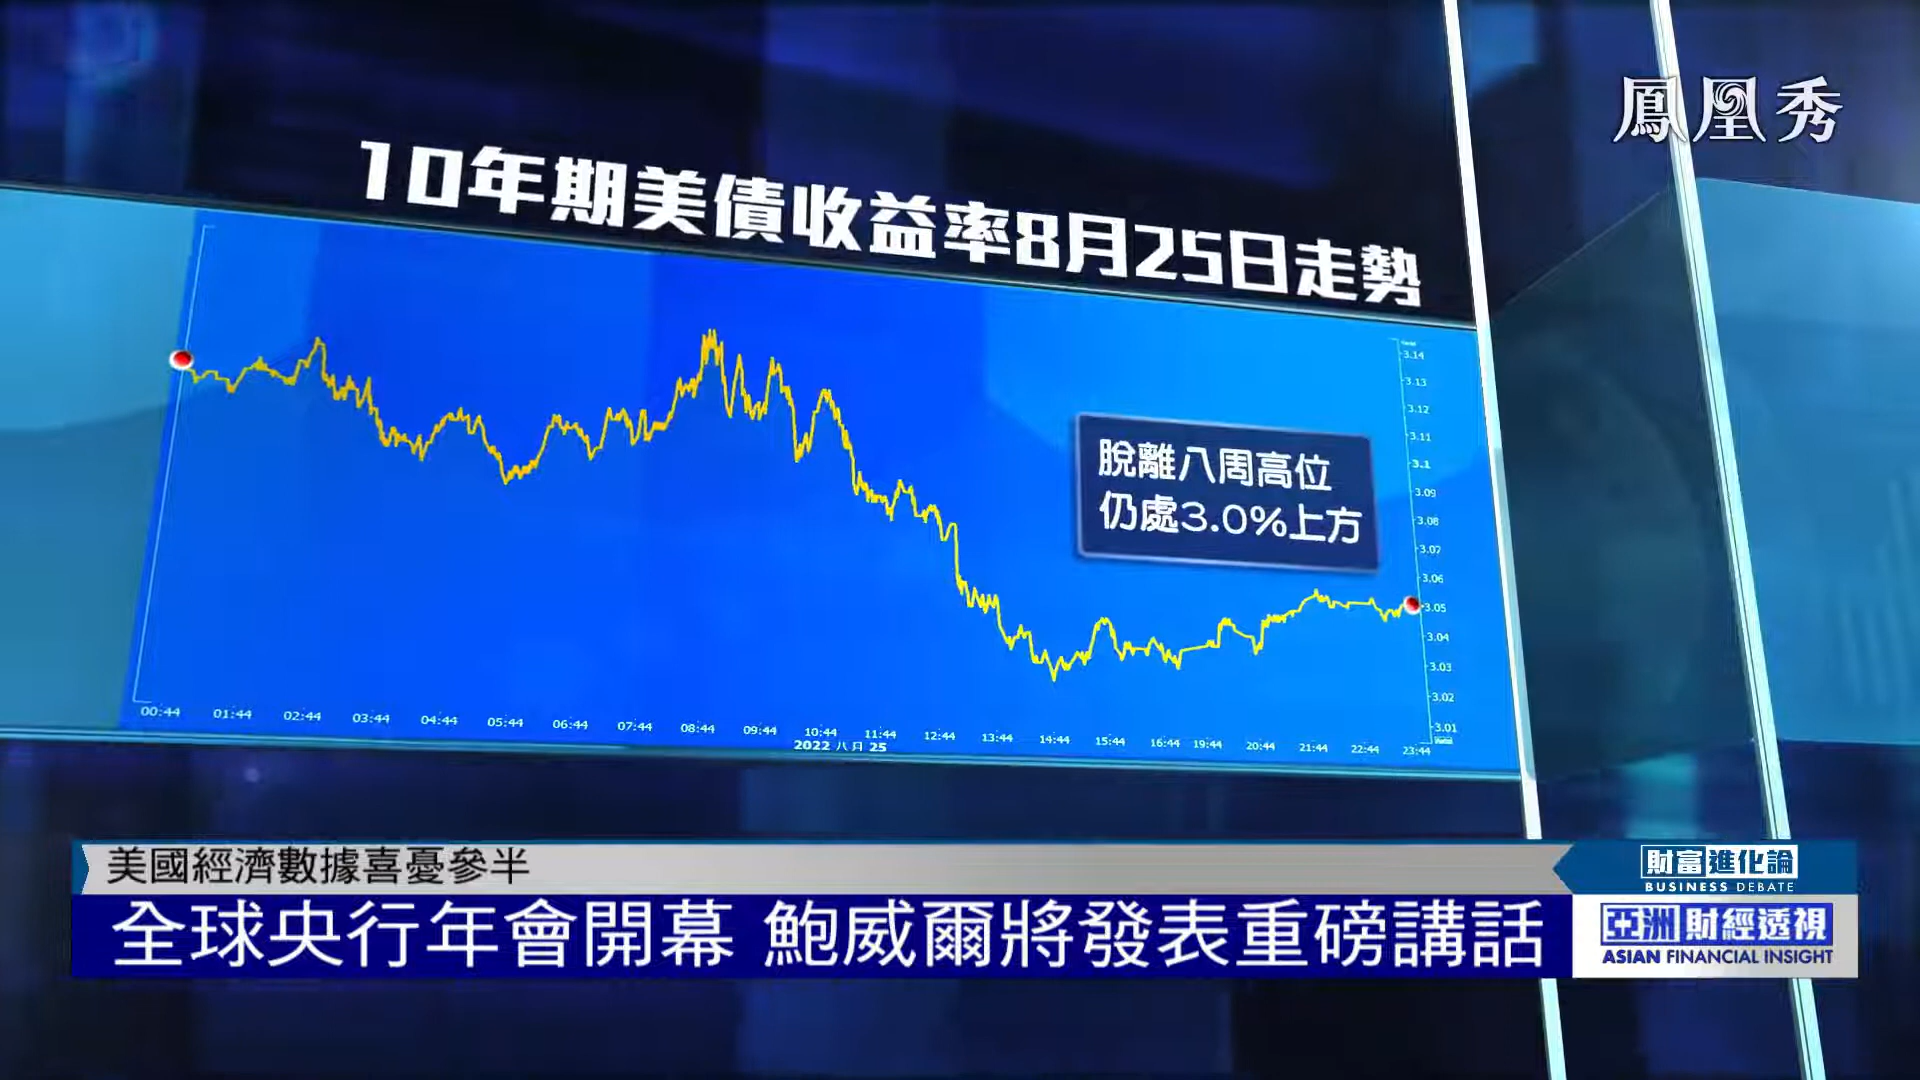 鳳凰秀
10年期美債收益率8月25日走勢
脫離八周高位
仍處3.0%上方
3.14
3.13
3.12
3.11
3.1
3.09
3.08
3.07
3.06
3.05
3.04
3.03
3.02
3.01
00:44 01:44 02:44 03:44 04:44 05:44 06:44 07:44 08:44 09:44 10:44 11:44 12:44 13:44 14:44 15:44 16:44 19:44 20:44 21:44 22:44 23:44
2022 八月 25
美國經濟數據喜憂參半
財富進化論
BUSINESS DEBATE
全球央行年會開幕 鮑威爾將發表重磅講話
亞洲財經透視
ASIAN FINANCIAL INSIGHT